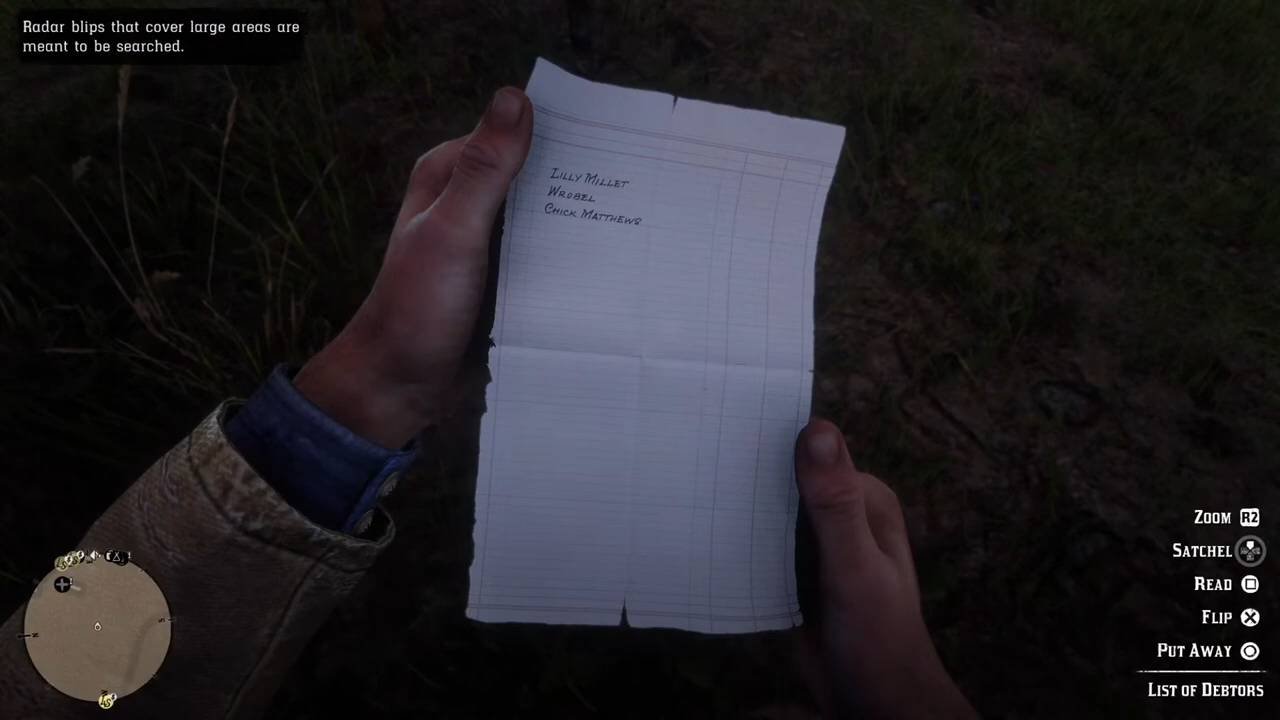 Radar blips that cover large areas are
meant to be searched.
Lilly Millet
Wrobel
Chick Matthews
Zoom R2
Satchel
Read
Flip
Put Away
List of Debtors